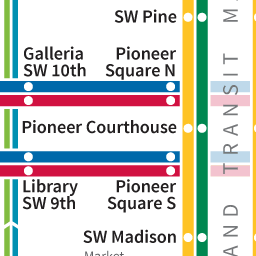 SW Pine
Galleria
SW 10th
Pioneer
Square N
Pioneer Courthouse
Library
SW 9th
Pioneer
Square S
SW Madison
Market
AND TRANSIT MA